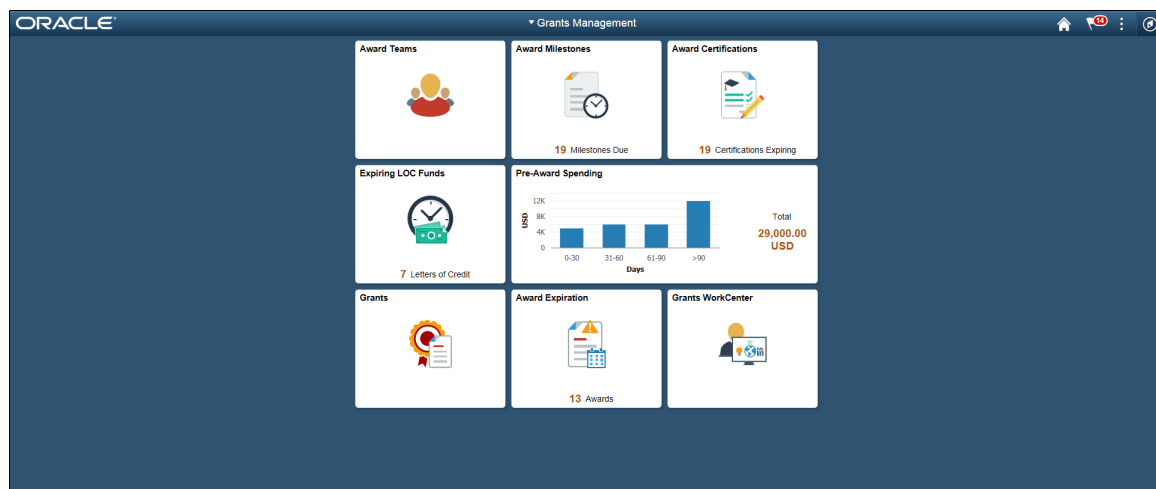 ORACLE
Grants Management
14
Award Teams
Award Milestones
19 Milestones Due
Award Certifications
19 Certifications Expiring
Expiring LOC Funds
7 Letters of Credit
Pre-Award Spending
USD
12K
8K
4K
0
0-30 31-60 61-90 >90
Days
Total
29,000.00
USD
Grants
Award Expiration
13 Awards
Grants WorkCenter